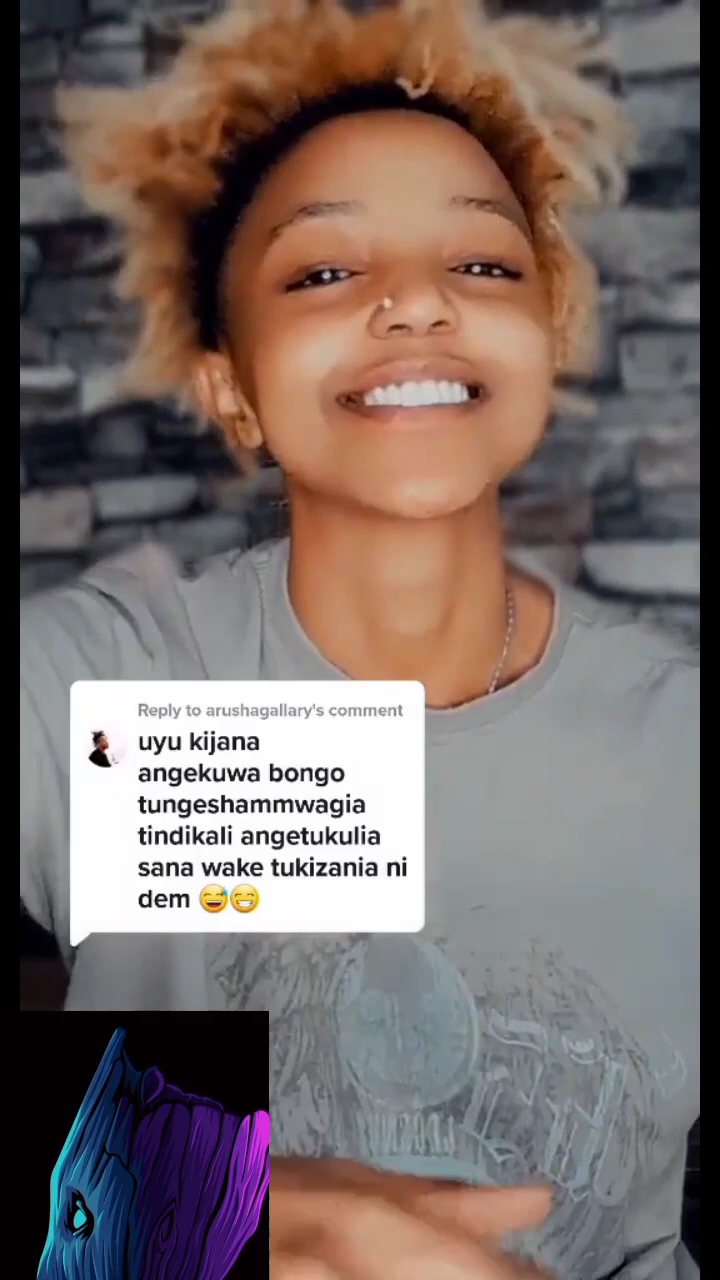 Reply to arushagallary's comment
uyu kijana
angekuwa bongo
tungeshammwagia
tindikali angetukulia
sana wake tukizania ni
dem 😅😁